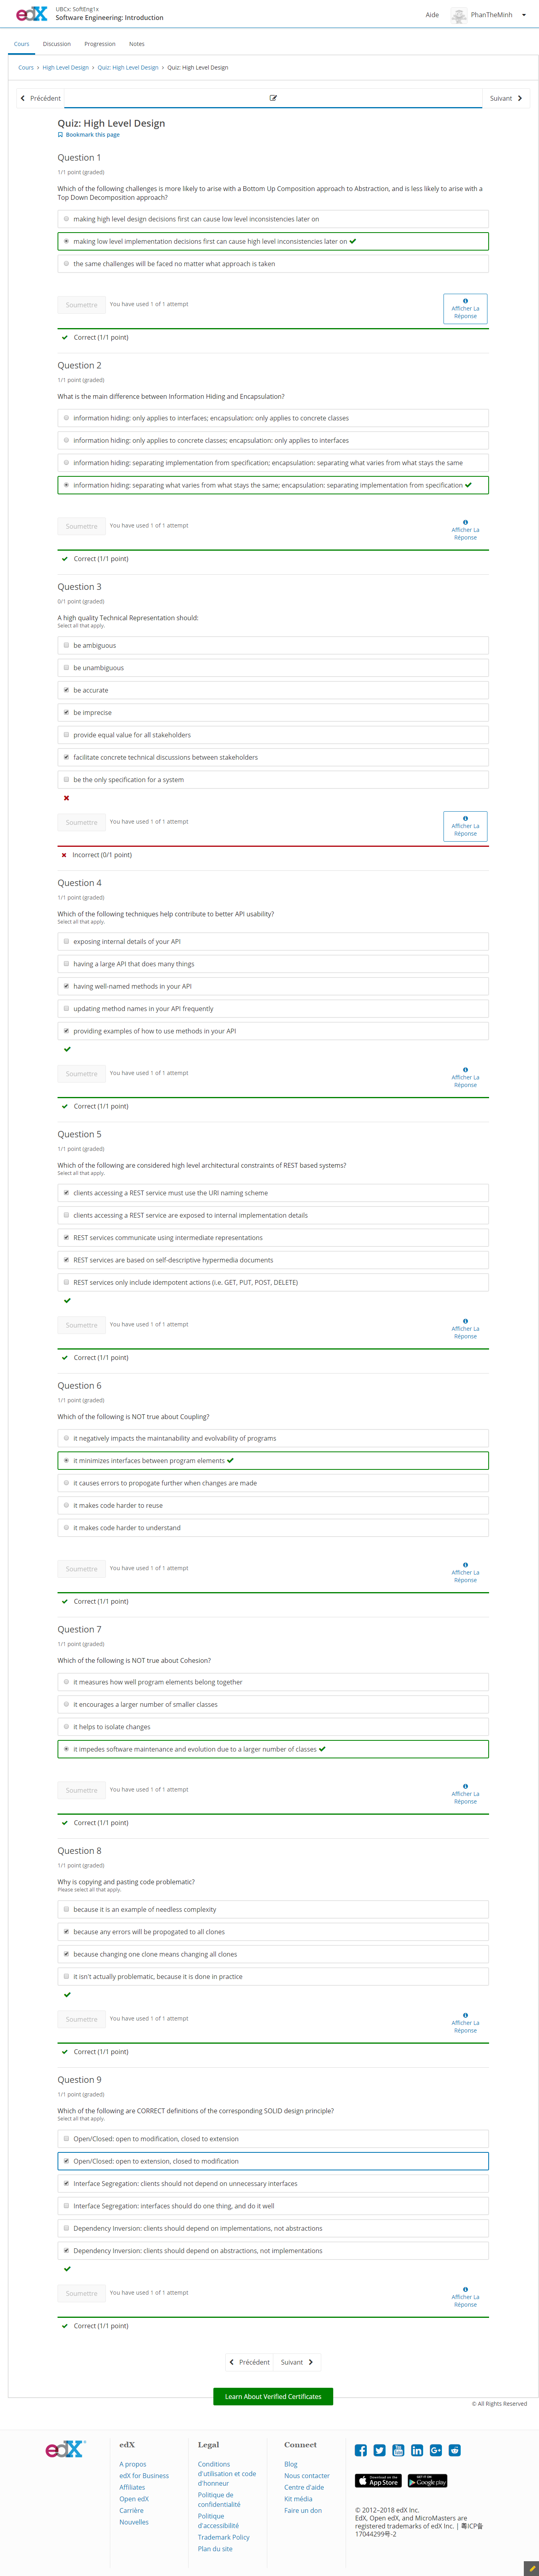 edX
UBCx: SoftEng1x
Software Engineering: Introduction
Aide
PhanTheMinh
Cours
Discussion
Progression
Notes
Cours › High Level Design › Quiz: High Level Design › Quiz: High Level Design
Précédent
Suivant
Quiz: High Level Design
Bookmark this page
Question 1
1/1 point (graded)
Which of the following challenges is more likely to arise with a Bottom Up Composition approach to Abstraction, and is less likely to arise with a
Top Down Decomposition approach?
making high level design decisions first can cause low level inconsistencies later on
making low level implementation decisions first can cause high level inconsistencies later on
the same challenges will be faced no matter what approach is taken
Soumettre
You have used 1 of 1 attempt
Afficher La
Réponse
Correct (1/1 point)
Question 2
1/1 point (graded)
What is the main difference between Information Hiding and Encapsulation?
information hiding: only applies to interfaces; encapsulation: only applies to concrete classes
information hiding: only applies to concrete classes; encapsulation: only applies to interfaces
information hiding: separating implementation from specification; encapsulation: separating what varies from what stays the same
information hiding: separating what varies from what stays the same; encapsulation: separating implementation from specification
Soumettre
You have used 1 of 1 attempt
Afficher La
Réponse
Correct (1/1 point)
Question 3
0/1 point (graded)
A high quality Technical Representation should:
Select all that apply.
be ambiguous
be unambiguous
be accurate
be imprecise
provide equal value for all stakeholders
facilitate concrete technical discussions between stakeholders
be the only specification for a system
Soumettre
You have used 1 of 1 attempt
Afficher La
Réponse
Incorrect (0/1 point)
Question 4
1/1 point (graded)
Which of the following techniques help contribute to better API usability?
Select all that apply.
exposing internal details of your API
having a large API that does many things
having well-named methods in your API
updating method names in your API frequently
providing examples of how to use methods in your API
Soumettre
You have used 1 of 1 attempt
Afficher La
Réponse
Correct (1/1 point)
Question 5
1/1 point (graded)
Which of the following are considered high level architectural constraints of REST based systems?
Select all that apply.
clients accessing a REST service must use the URI naming scheme
clients accessing a REST service are exposed to internal implementation details
REST services communicate using intermediate representations
REST services are based on self-descriptive hypermedia documents
REST services only include idempotent actions (i.e. GET, PUT, POST, DELETE)
Soumettre
You have used 1 of 1 attempt
Afficher La
Réponse
Correct (1/1 point)
Question 6
1/1 point (graded)
Which of the following is NOT true about Coupling?
it negatively impacts the maintanability and evolvability of programs
it minimizes interfaces between program elements
it causes errors to propogate further when changes are made
it makes code harder to reuse
it makes code harder to understand
Soumettre
You have used 1 of 1 attempt
Afficher La
Réponse
Correct (1/1 point)
Question 7
1/1 point (graded)
Which of the following is NOT true about Cohesion?
it measures how well program elements belong together
it encourages a larger number of smaller classes
it helps to isolate changes
it impedes software maintenance and evolution due to a larger number of classes
Soumettre
You have used 1 of 1 attempt
Afficher La
Réponse
Correct (1/1 point)
Question 8
1/1 point (graded)
Why is copying and pasting code problematic?
Please select all that apply.
because it is an example of needless complexity
because any errors will be propogated to all clones
because changing one clone means changing all clones
it isn't actually problematic, because it is done in practice
Soumettre
You have used 1 of 1 attempt
Afficher La
Réponse
Correct (1/1 point)
Question 9
1/1 point (graded)
Which of the following are CORRECT definitions of the corresponding SOLID design principle?
Select all that apply.
Open/Closed: open to modification, closed to extension
Open/Closed: open to extension, closed to modification
Interface Segregation: clients should not depend on unnecessary interfaces
Interface Segregation: interfaces should do one thing, and do it well
Dependency Inversion: clients should depend on implementations, not abstractions
Dependency Inversion: clients should depend on abstractions, not implementations
Soumettre
You have used 1 of 1 attempt
Afficher La
Réponse
Correct (1/1 point)
Précédent
Suivant
Learn About Verified Certificates
© All Rights Reserved
edX
edX
A propos
edX for Business
Affiliates
Open edX
Carrière
Nouvelles
Legal
Conditions
d'utilisation et code
d'honneur
Politique de
confidentialité
Politique
d'accessibilité
Trademark Policy
Plan du site
Connect
Blog
Nous contacter
Centre d'aide
Kit média
Faire un don
Download on the
App Store
GET IT ON
Google play
© 2012–2018 edX Inc.
EdX, Open edX, and MicroMasters are
registered trademarks of edX Inc. | 粤ICP备
17044299号-2